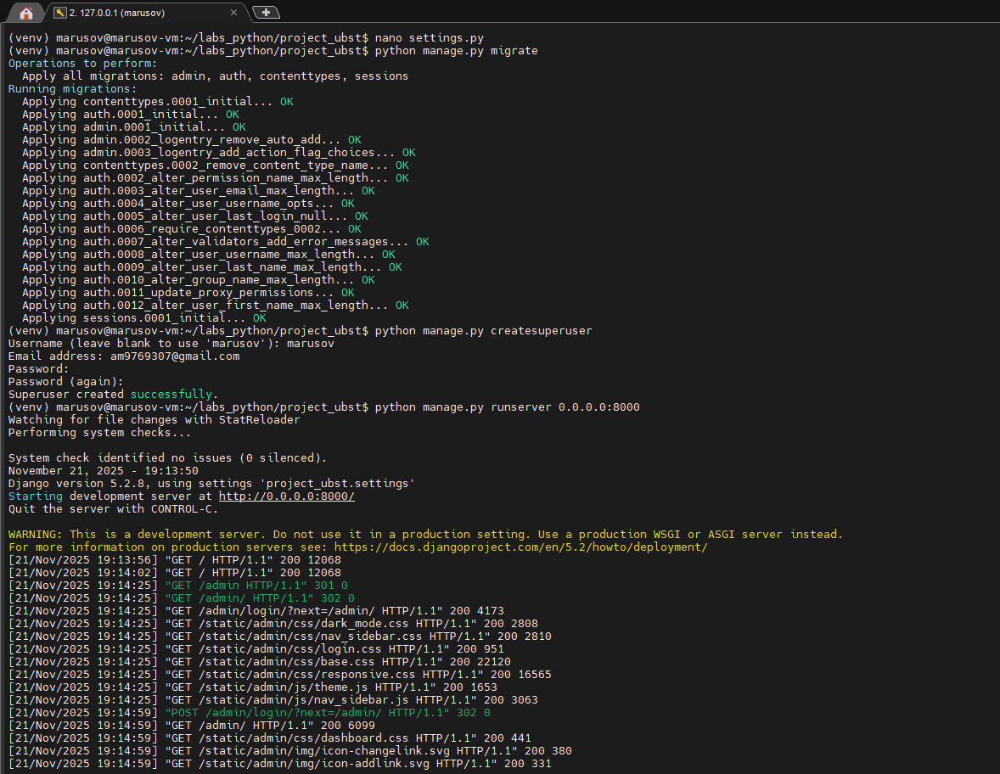 2. 127.0.0.1 (marusov)
(venv) marusov@marusov-vm:~/labs_python/project_ubst$ nano settings.py
(venv) marusov@marusov-vm:~/labs_python/project_ubst$ python manage.py migrate
Operations to perform:
  Apply all migrations: admin, auth, contenttypes, sessions
Running migrations:
  Applying contenttypes.0001_initial... OK
  Applying auth.0001_initial... OK
  Applying admin.0001_initial... OK
  Applying admin.0002_logentry_remove_auto_add... OK
  Applying admin.0003_logentry_add_action_flag_choices... OK
  Applying contenttypes.0002_remove_content_type_name... OK
  Applying auth.0002_alter_permission_name_max_length... OK
  Applying auth.0003_alter_user_email_max_length... OK
  Applying auth.0004_alter_user_username_opts... OK
  Applying auth.0005_alter_user_last_login_null... OK
  Applying auth.0006_require_contenttypes_0002... OK
  Applying auth.0007_alter_validators_add_error_messages... OK
  Applying auth.0008_alter_user_username_max_length... OK
  Applying auth.0009_alter_user_last_name_max_length... OK
  Applying auth.0010_alter_group_name_max_length... OK
  Applying auth.0011_update_proxy_permissions... OK
  Applying auth.0012_alter_user_first_name_max_length... OK
  Applying sessions.0001_initial... OK
(venv) marusov@marusov-vm:~/labs_python/project_ubst$ python manage.py createsuperuser
Username (leave blank to use 'marusov'): marusov
Email address: am9769307@gmail.com
Password:
Password (again):
Superuser created successfully.
(venv) marusov@marusov-vm:~/labs_python/project_ubst$ python manage.py runserver 0.0.0.0:8000
Watching for file changes with StatReloader
Performing system checks...
System check identified no issues (0 silenced).
November 21, 2025 - 19:13:50
Django version 5.2.8, using settings 'project_ubst.settings'
Starting development server at http://0.0.0.0:8000/
Quit the server with CONTROL-C.
WARNING: This is a development server. Do not use it in a production setting. Use a production WSGI or ASGI server instead.
For more information on production servers see: https://docs.djangoproject.com/en/5.2/howto/deployment/
[21/Nov/2025 19:13:56] "GET / HTTP/1.1" 200 12068
[21/Nov/2025 19:14:02] "GET / HTTP/1.1" 200 12068
[21/Nov/2025 19:14:25] "GET /admin HTTP/1.1" 301 0
[21/Nov/2025 19:14:25] "GET /admin/ HTTP/1.1" 302 0
[21/Nov/2025 19:14:25] "GET /admin/login/?next=/admin/ HTTP/1.1" 200 4173
[21/Nov/2025 19:14:25] "GET /static/admin/css/dark_mode.css HTTP/1.1" 200 2808
[21/Nov/2025 19:14:25] "GET /static/admin/css/nav_sidebar.css HTTP/1.1" 200 2810
[21/Nov/2025 19:14:25] "GET /static/admin/css/login.css HTTP/1.1" 200 951
[21/Nov/2025 19:14:25] "GET /static/admin/css/base.css HTTP/1.1" 200 22120
[21/Nov/2025 19:14:25] "GET /static/admin/css/responsive.css HTTP/1.1" 200 16565
[21/Nov/2025 19:14:25] "GET /static/admin/js/theme.js HTTP/1.1" 200 1653
[21/Nov/2025 19:14:25] "GET /static/admin/js/nav_sidebar.js HTTP/1.1" 200 3063
[21/Nov/2025 19:14:59] "POST /admin/login/?next=/admin/ HTTP/1.1" 302 0
[21/Nov/2025 19:14:59] "GET /admin/ HTTP/1.1" 200 6099
[21/Nov/2025 19:14:59] "GET /static/admin/css/dashboard.css HTTP/1.1" 200 441
[21/Nov/2025 19:14:59] "GET /static/admin/img/icon-changelink.svg HTTP/1.1" 200 380
[21/Nov/2025 19:14:59] "GET /static/admin/img/icon-addlink.svg HTTP/1.1" 200 331